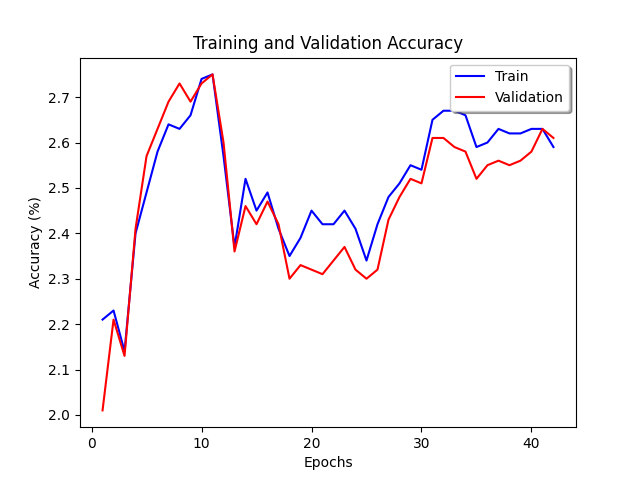 Training and Validation Accuracy
Train
Validation
2.7
2.6
2.5
2.4
2.3
2.2
2.1
2.0
Accuracy (%)
0 10 20 30 40
Epochs